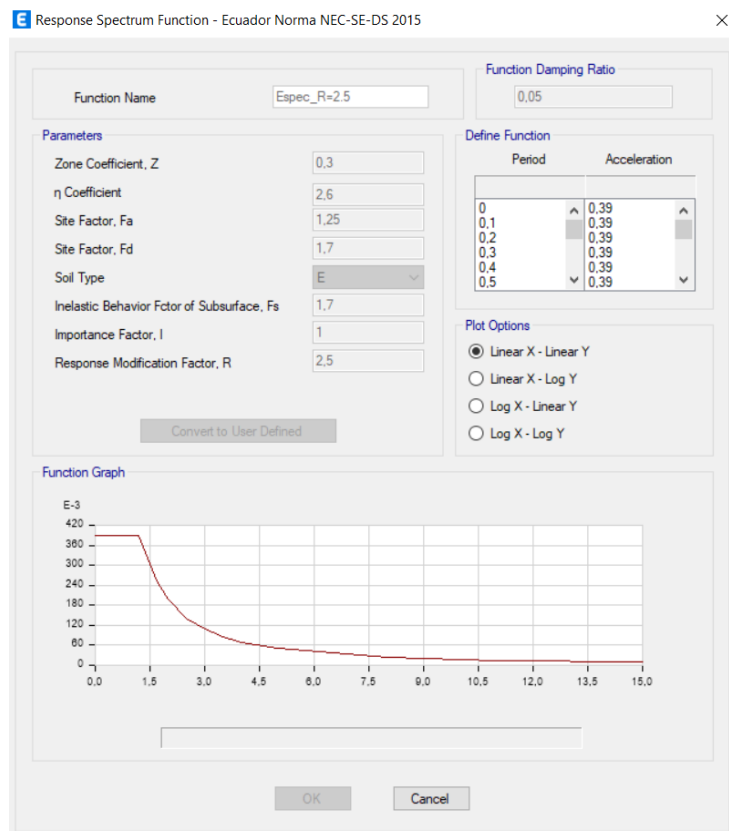 E Response Spectrum Function - Ecuador Norma NEC-SE-DS 2015
Function Name
Espec_R=2.5
Function Damping Ratio
0,05
Parameters
Zone Coefficient, Z 0,3
η Coefficient 2,6
Site Factor, Fa 1,25
Site Factor, Fd 1,7
Soil Type E
Inelastic Behavior Fctor of Subsurface, Fs 1,7
Importance Factor, I 1
Response Modification Factor, R 2,5
Convert to User Defined
Define Function
Period Acceleration
0 0,39
0,1 0,39
0,2 0,39
0,3 0,39
0,4 0,39
0,5 0,39
Plot Options
Linear X - Linear Y
Linear X - Log Y
Log X - Linear Y
Log X - Log Y
Function Graph
E-3
420
360
300
240
180
120
60
0
0,0 1,5 3,0 4,5 6,0 7,5 9,0 10,5 12,0 13,5 15,0
OK Cancel